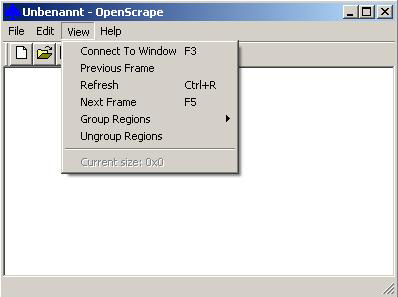 Unbenannt - OpenScrape
File Edit View Help
Connect To Window F3
Previous Frame
Refresh Ctrl+R
Next Frame F5
Group Regions
Ungroup Regions
Current size: 0x0